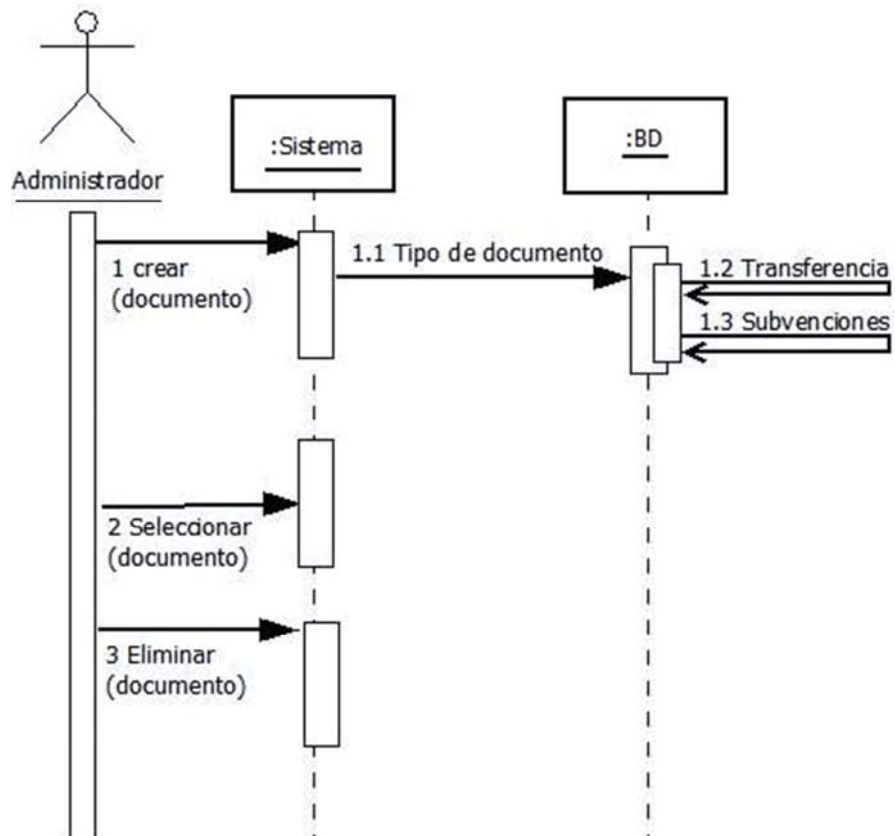 Administrador
:Sistema
:BD
1 crear
(documento)
1.1 Tipo de documento
1.2 Transferencia
1.3 Subvenciones
2 Seleccionar
(documento)
3 Eliminar
(documento)